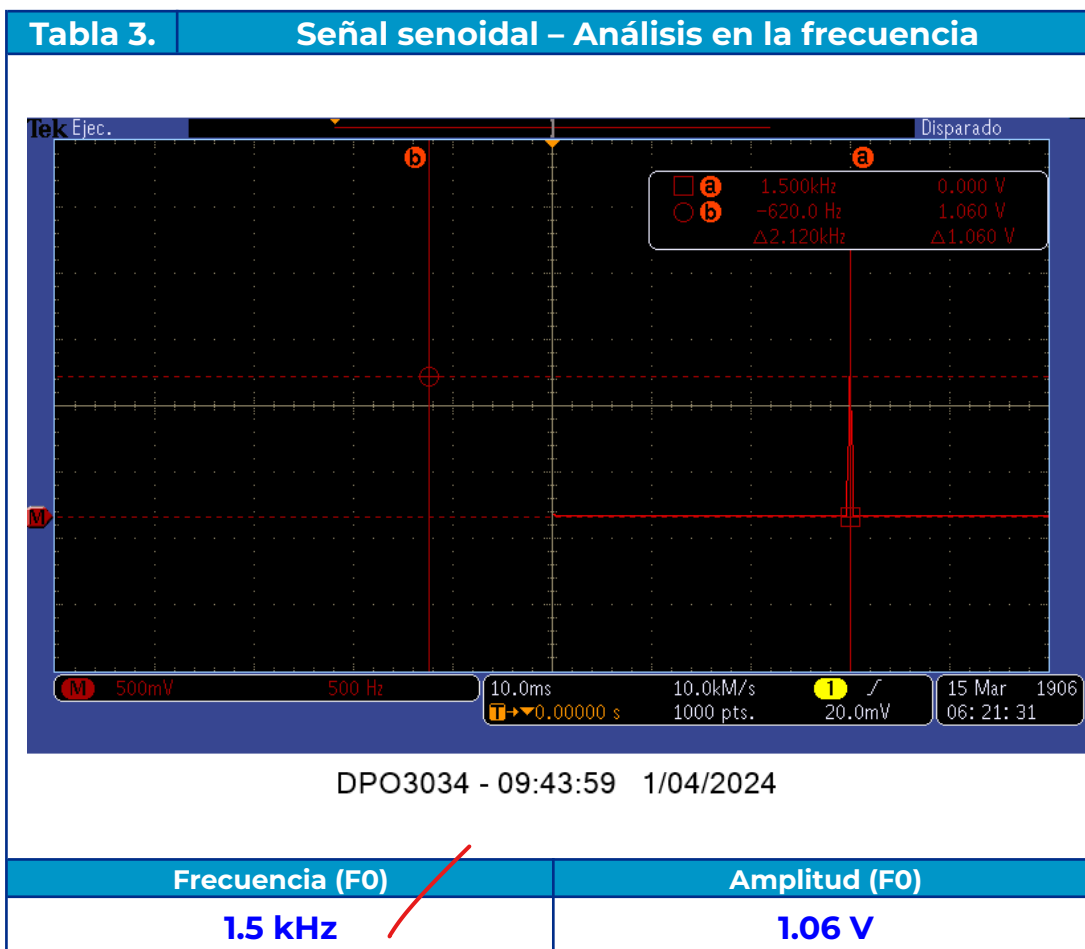 Tabla 3. Señal senoidal – Análisis en la frecuencia
Tek Ejec. Disparado
b a
a 1.500kHz 0.000 V
b −620.0 Hz 1.060 V
△2.120kHz △1.060 V
M
M 500mV 500 Hz 10.0ms 10.0kM/s 1 15 Mar 1906
T→▼0.00000 s 1000 pts. 20.0mV 06: 21: 31
DPO3034 - 09:43:59 1/04/2024
Frecuencia (F0) Amplitud (F0)
1.5 kHz 1.06 V